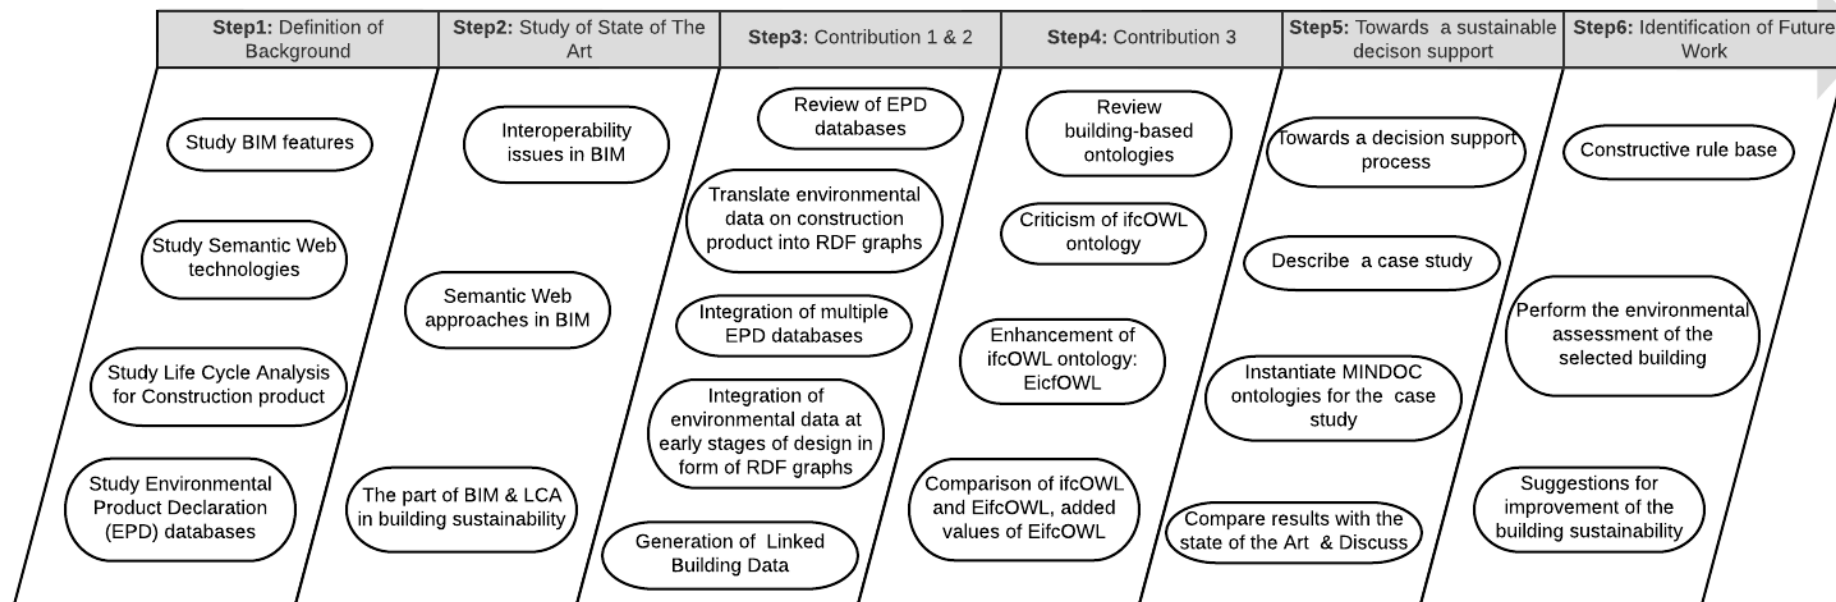 Step1: Definition of
Background
Step2: Study of State of The
Art
Step3: Contribution 1 & 2
Step4: Contribution 3
Step5: Towards  a sustainable
decison support
Step6: Identification of Future
Work
Study BIM features
Study Semantic Web
technologies
Study Life Cycle Analysis
for Construction product
Study Environmental
Product Declaration
(EPD) databases
Interoperability
issues in BIM
Semantic Web
approaches in BIM
The part of BIM & LCA
in building sustainability
Review of EPD
databases
Translate environmental
data on construction
product into RDF graphs
Integration of multiple
EPD databases
Integration of
environmental data at
early stages of design in
form of RDF graphs
Generation of  Linked
Building Data
Review
building-based
ontologies
Criticism of ifcOWL
ontology
Enhancement of
ifcOWL ontology:
EicfOWL
Comparison of ifcOWL
and EifcOWL, added
values of EifcOWL
Towards a decision support
process
Describe  a case study
Instantiate MINDOC
ontologies for the  case
study
Compare results with the
state of the Art  & Discuss
Constructive rule base
Perform the environmental
assessment of the
selected building
Suggestions for
improvement of the
building sustainability